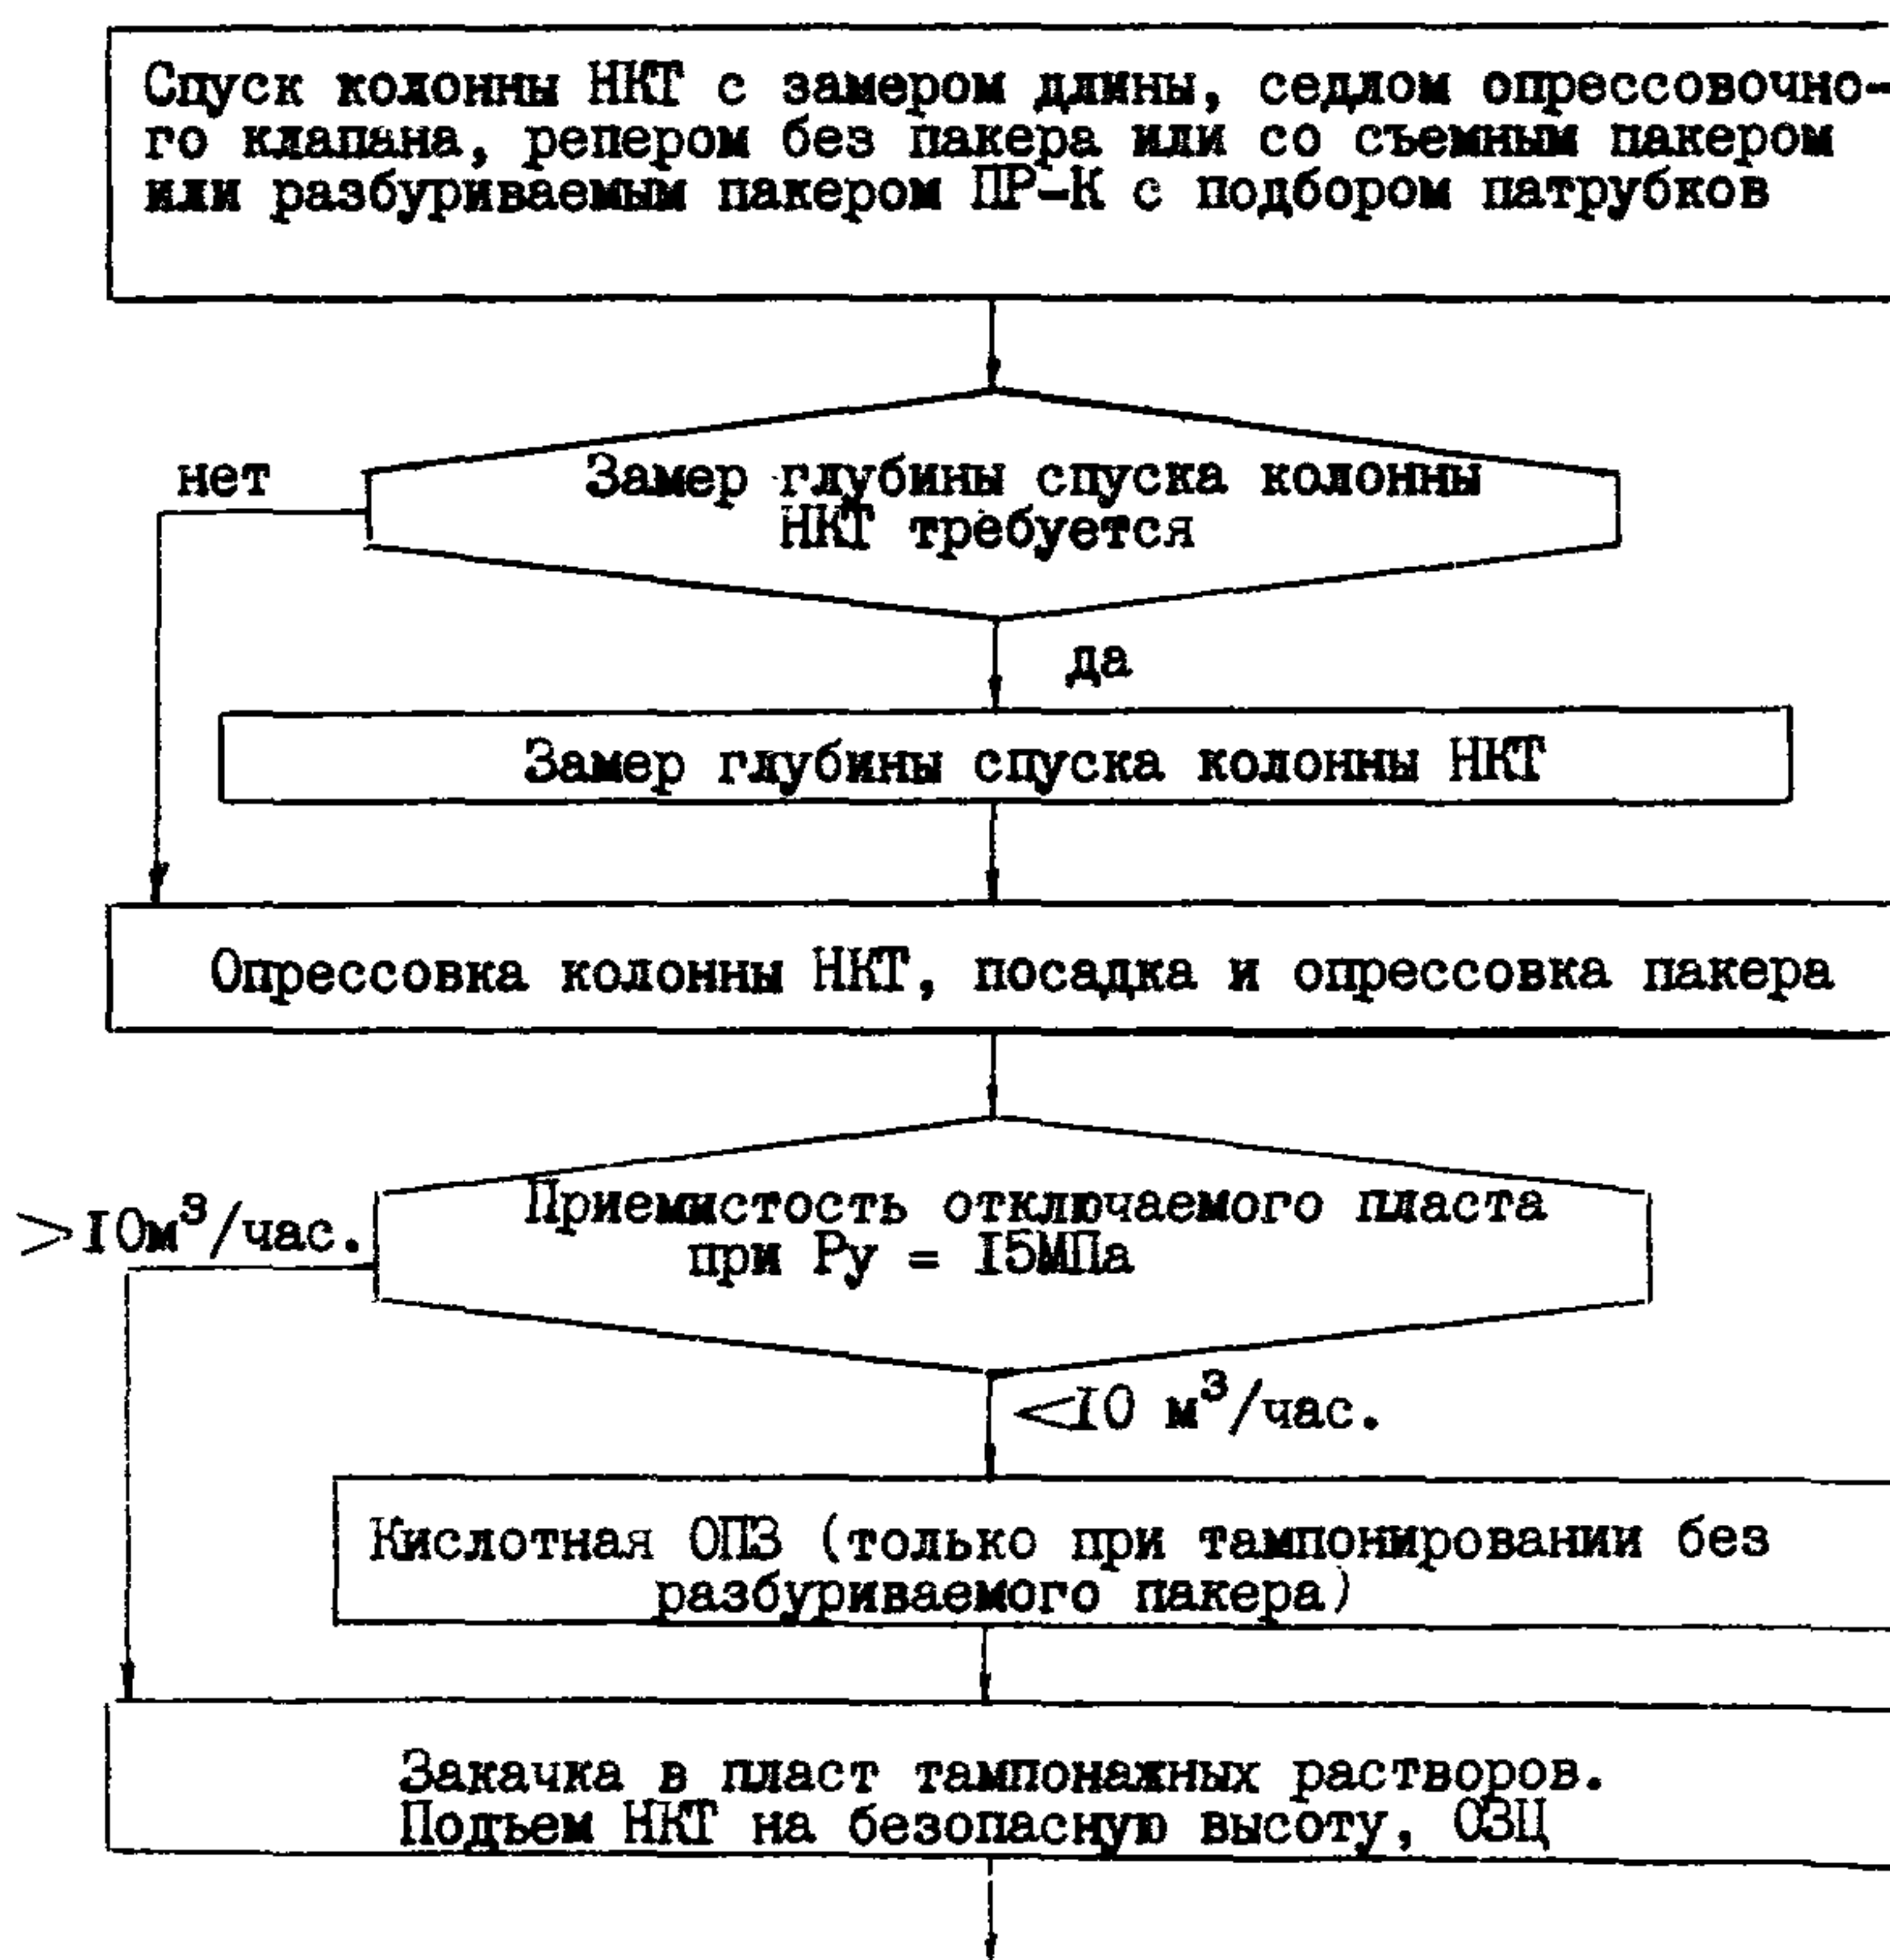 Спуск колонны НКТ с замером длины, седлом опрессовочно-
го клапана, репером без пакера или со съемным пакером
или разбуриваемым пакером ПР-К с подбором патрубков
нет
Замер глубины спуска колонны
НКТ требуется
да
Замер глубины спуска колонны НКТ
Опрессовка колонны НКТ, посадка и опрессовка пакера
>I0м³/час.
Приемистость отключаемого пласта
при Ру = I5МПа
<I0 м³/час.
Кислотная ОПЗ (только при тампонировании без
разбуриваемого пакера)
Закачка в пласт тампонажных растворов.
Подъем НКТ на безопасную высоту, ОЗЦ